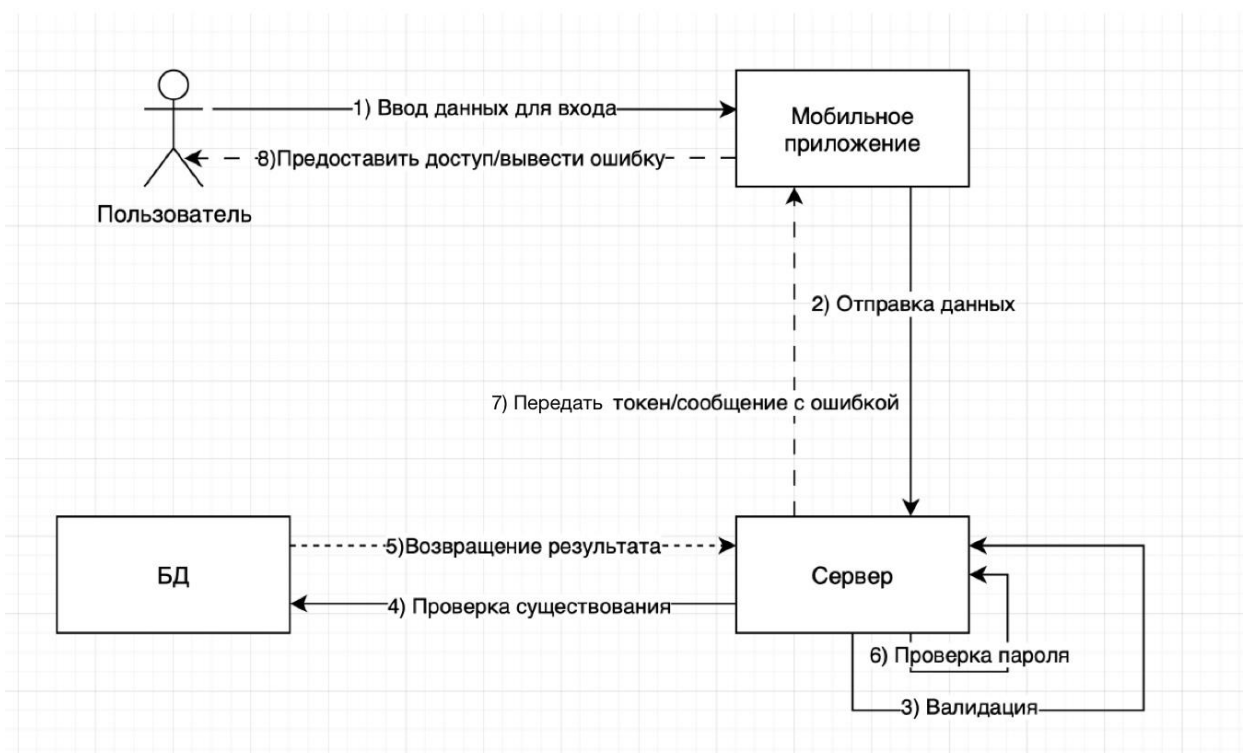 1) Ввод данных для входа
Мобильное
приложение
8)Предоставить доступ/вывести ошибку
Пользователь
2) Отправка данных
7) Передать токен/сообщение с ошибкой
5)Возвращение результата
БД
Сервер
4) Проверка существования
6) Проверка пароля
3) Валидация